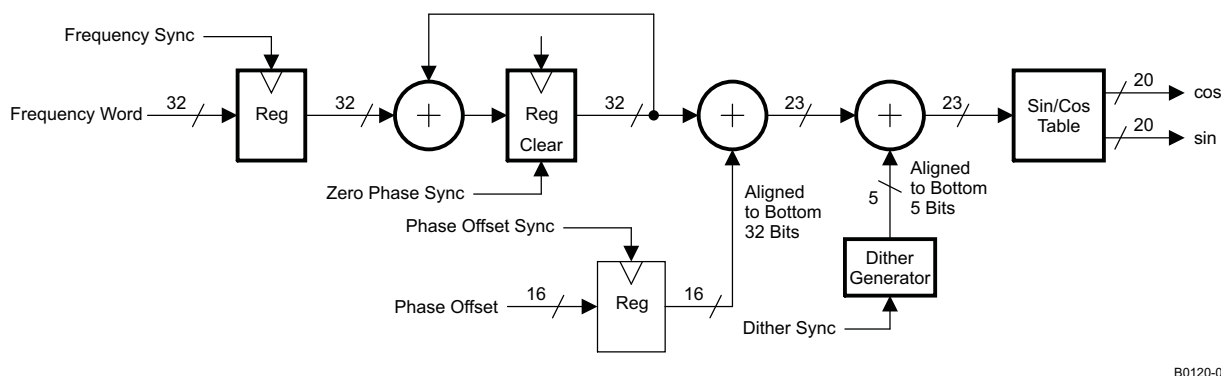 Frequency Sync
Frequency Word
32
Reg
32
+
Reg
Clear
32
+
23
+
23
Sin/Cos
Table
20
cos
20
sin
Zero Phase Sync
Aligned
to Bottom
32 Bits
5
Aligned
to Bottom
5 Bits
Phase Offset Sync
Phase Offset
16
Reg
16
Dither
Generator
Dither Sync